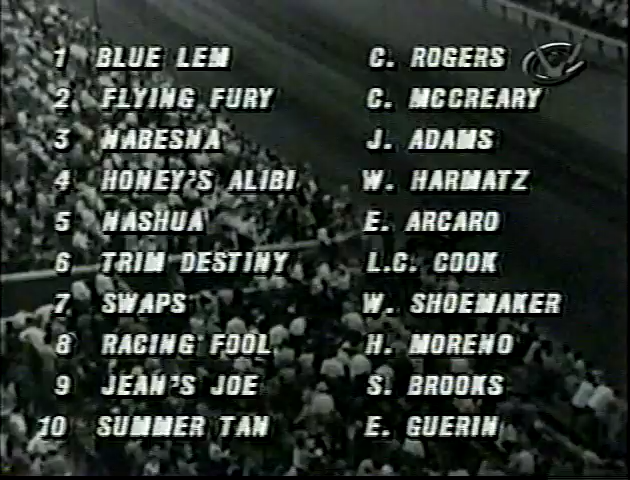 1 BLUE LEM C. ROGERS
2 FLYING FURY C. MCCREARY
3 NABESNA J. ADAMS
4 HONEY'S ALIBI W. HARMATZ
5 NASHUA E. ARCARO
6 TRIM DESTINY L.C. COOK
7 SWAPS W. SHOEMAKER
8 RACING FOOL H. MORENO
9 JEAN'S JOE S. BROOKS
10 SUMMER TAN E. GUERIN